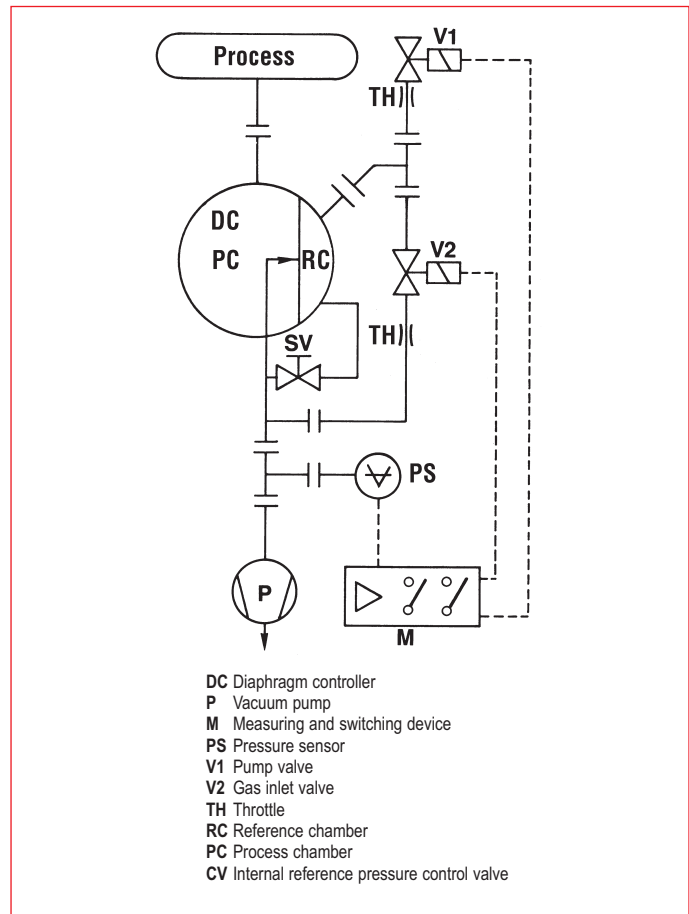 Process
V1
TH
DC
PC
RC
V2
TH
SV
PS
P
M
DC Diaphragm controller
P Vacuum pump
M Measuring and switching device
PS Pressure sensor
V1 Pump valve
V2 Gas inlet valve
TH Throttle
RC Reference chamber
PC Process chamber
CV Internal reference pressure control valve